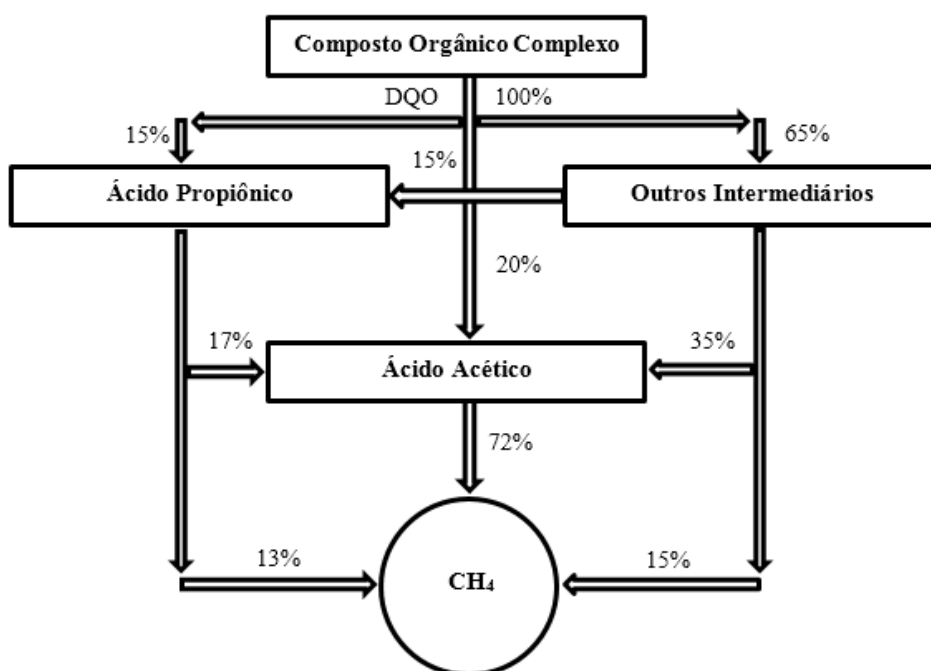 Composto Orgânico Complexo
DQO 100%
15% 65%
15%
Ácido Propiônico Outros Intermediários
20%
17% 35%
Ácido Acético
72%
13% 15%
CH₄